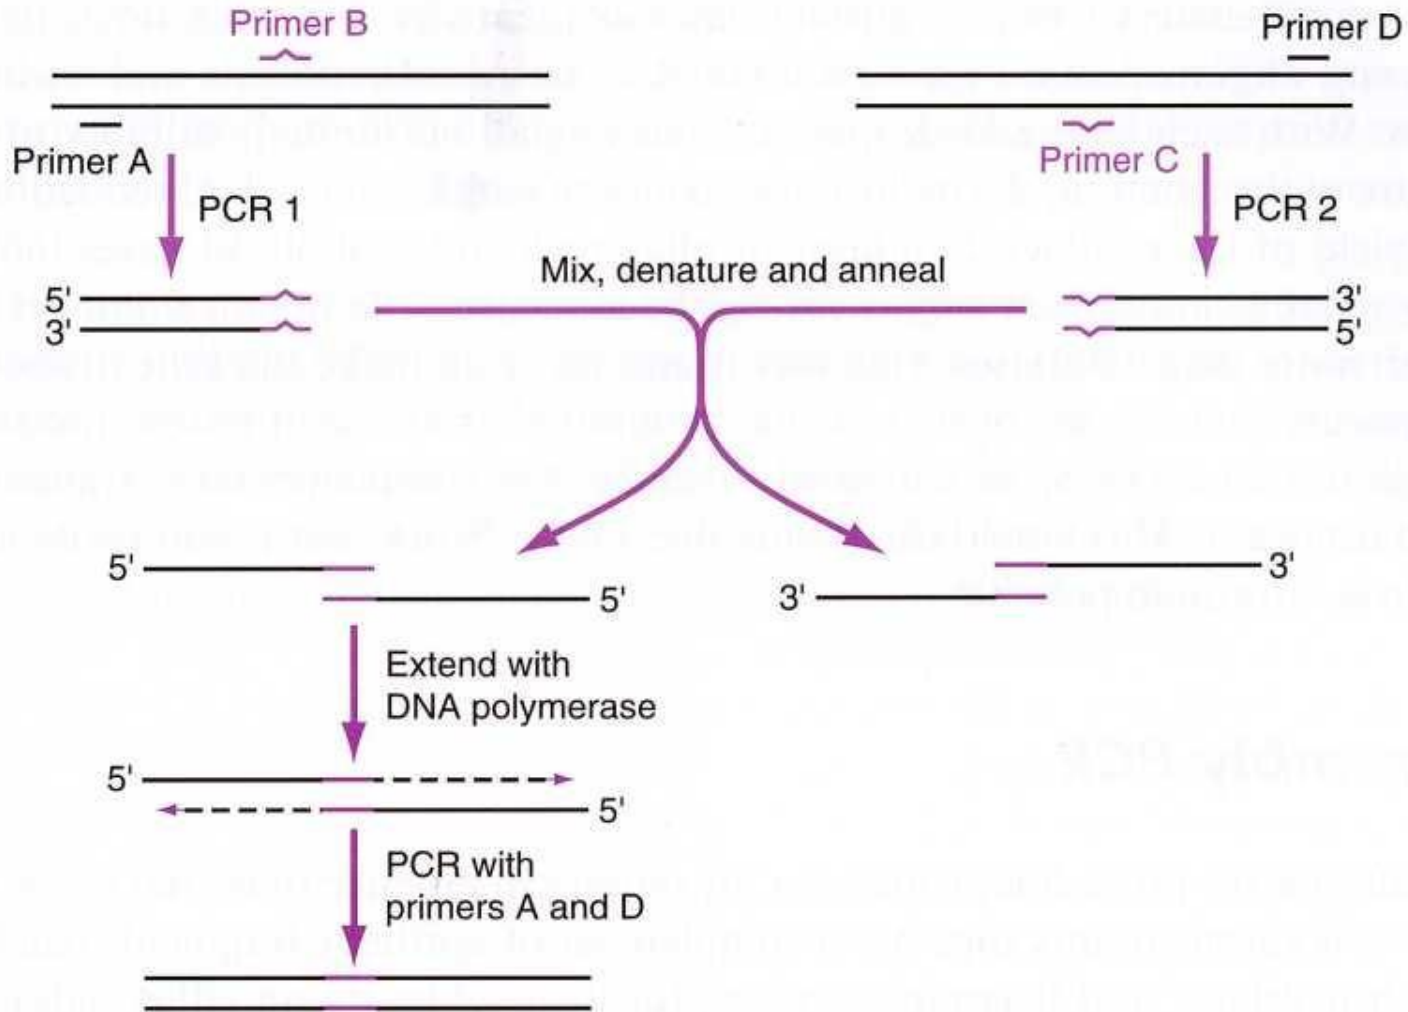 Primer B
Primer D
Primer A
Primer C
PCR 1
PCR 2
Mix, denature and anneal
5'
3'
3'
5'
5'
5'
3'
3'
Extend with
DNA polymerase
5'
5'
PCR with
primers A and D